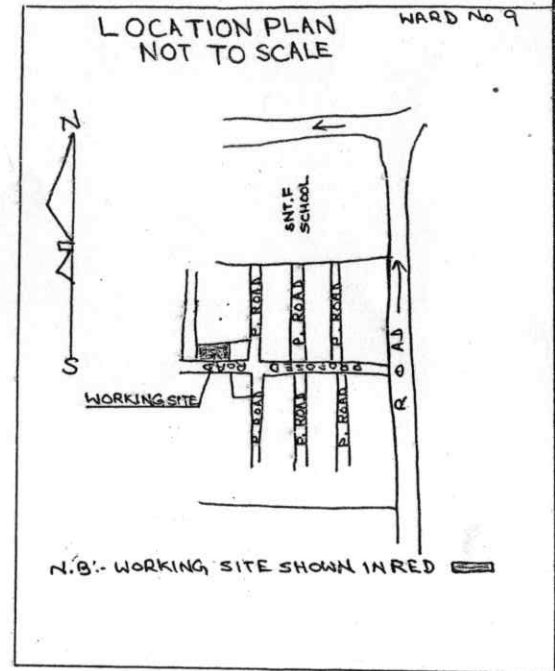 LOCATION PLAN
NOT TO SCALE
WARD No 9
N
SNT.F
SCHOOL
P. ROAD
P. ROAD
P. ROAD
ROAD
S
ROAD
WORKING SITE
P. ROAD
P. ROAD
P. ROAD
N.B:- WORKING SITE SHOWN IN RED